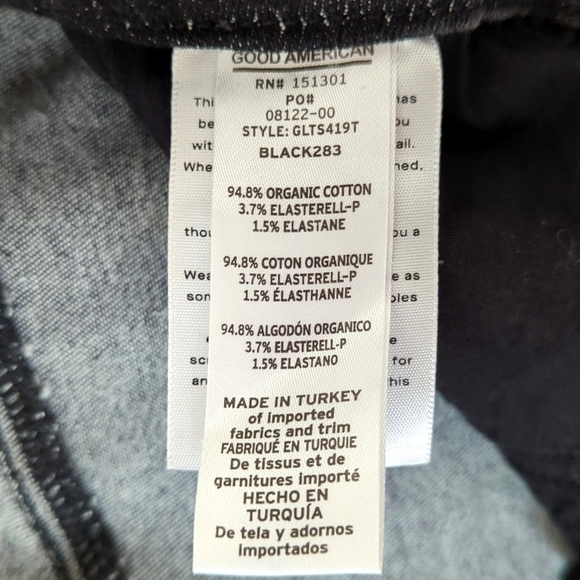 GOOD AMERICAN
RN# 151301
PO#
08122-00
STYLE: GLTS419T
BLACK283
94.8% ORGANIC COTTON
3.7% ELASTERELL-P
1.5% ELASTANE
94.8% COTON ORGANIQUE
3.7% ELASTERELL-P
1.5% ÉLASTHANNE
94.8% ALGODÓN ORGANICO
3.7% ELASTERELL-P
1.5% ELASTANO
MADE IN TURKEY
of imported
fabrics and trim
FABRIQUÉ EN TURQUIE
De tissus et de
garnitures importé
HECHO EN
TURQUÍA
De tela y adornos
importados